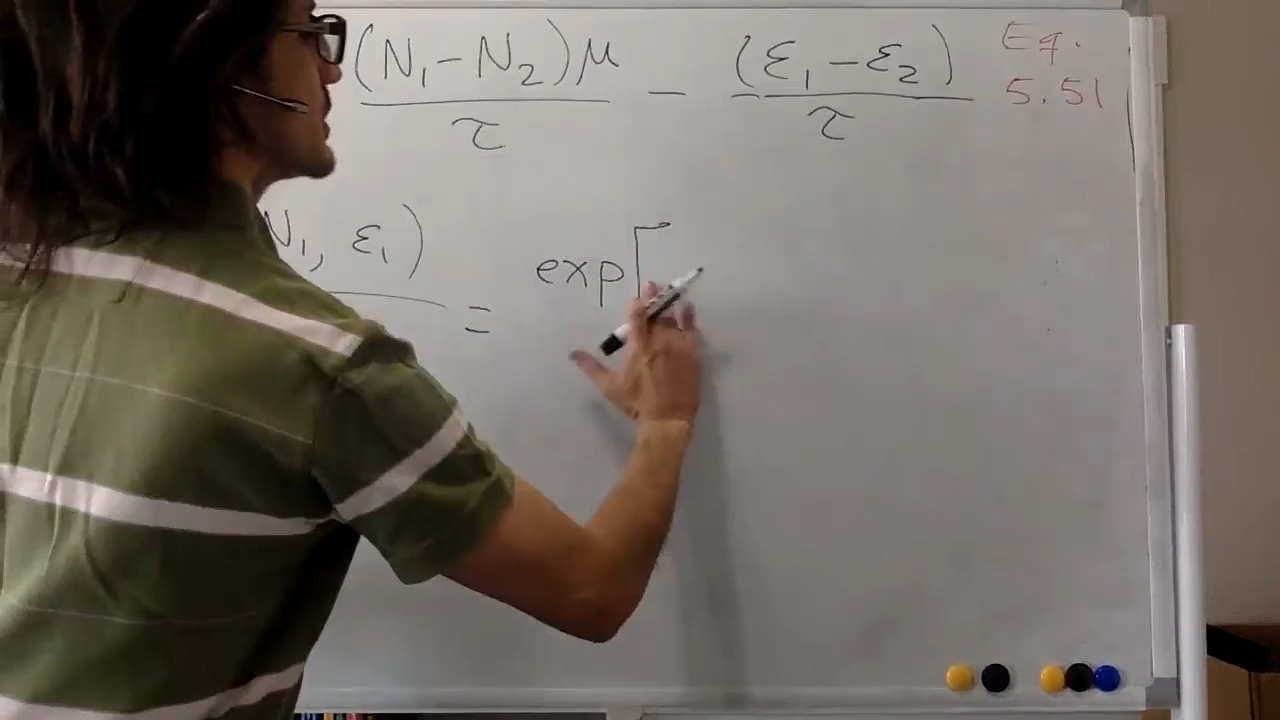 (N₁-N₂)μ / τ - (ε₁-ε₂) / τ Eq. 5.51
N₁, ε₁) = exp[